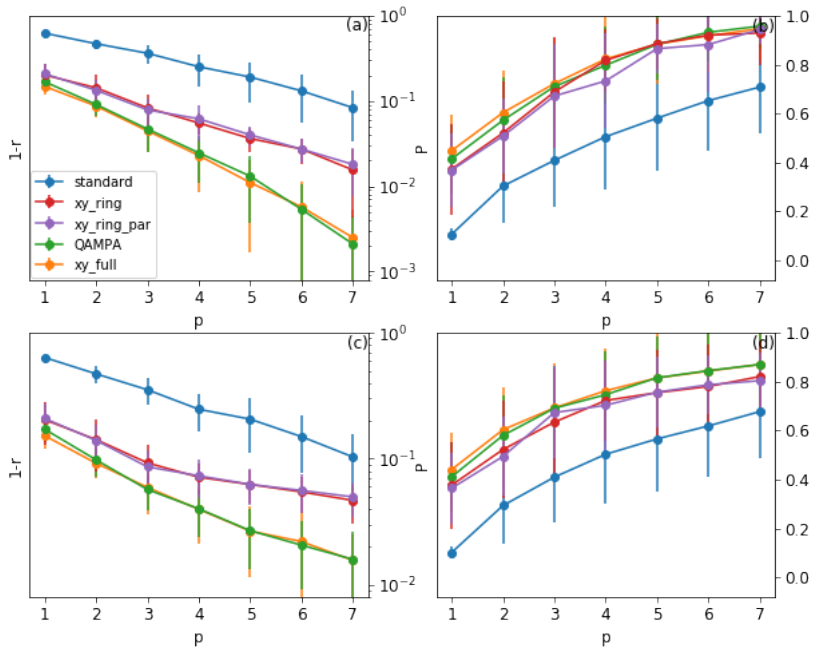 (a)
10⁰
10⁻¹
10⁻²
10⁻³
1-r
standard
xy_ring
xy_ring_par
QAMPA
xy_full
1 2 3 4 5 6 7
p
(b)
1.0
0.8
0.6
0.4
0.2
0.0
P
1 2 3 4 5 6 7
p
(c)
10⁰
10⁻¹
10⁻²
1-r
1 2 3 4 5 6 7
p
(d)
1.0
0.8
0.6
0.4
0.2
0.0
P
1 2 3 4 5 6 7
p